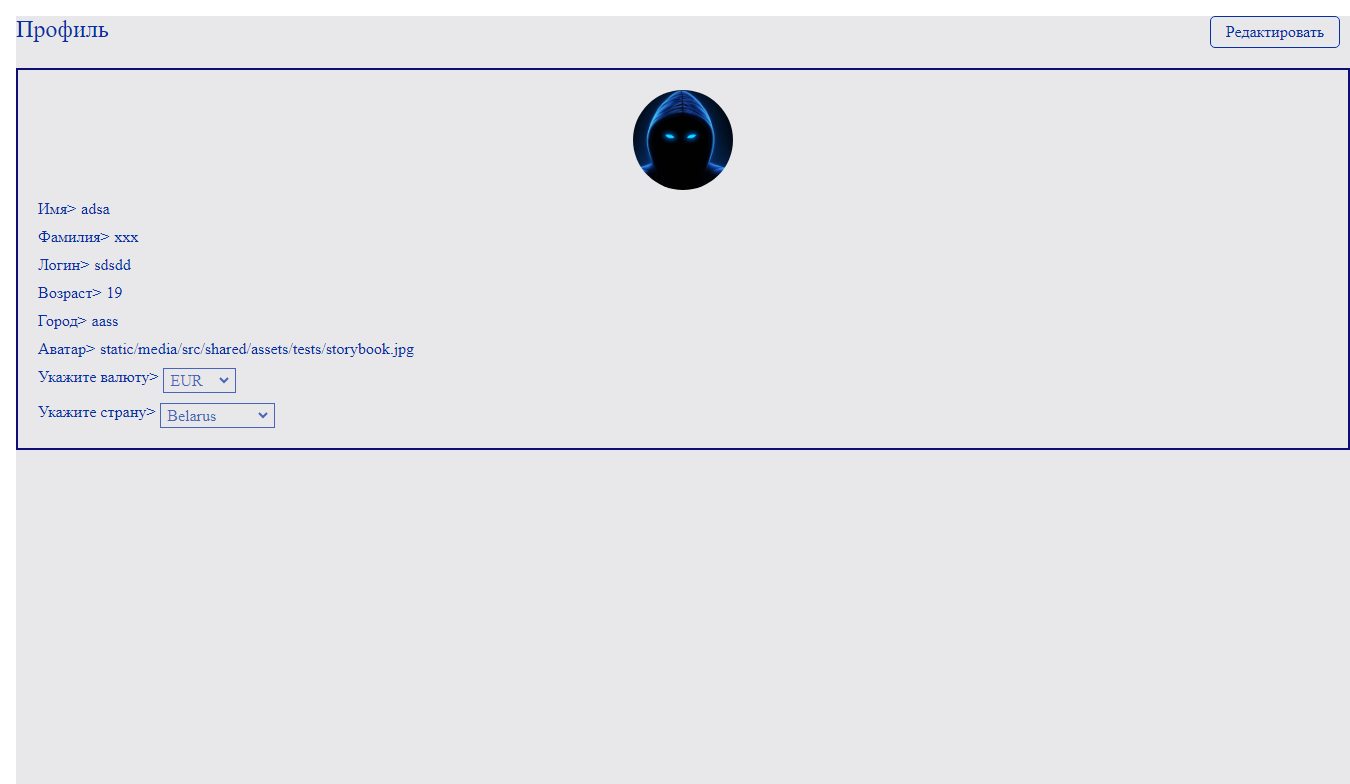 Профиль
Редактировать
Имя> adsa
Фамилия> xxx
Логин> sdsdd
Возраст> 19
Город> aass
Аватар> static/media/src/shared/assets/tests/storybook.jpg
Укажите валюту> EUR
Укажите страну> Belarus